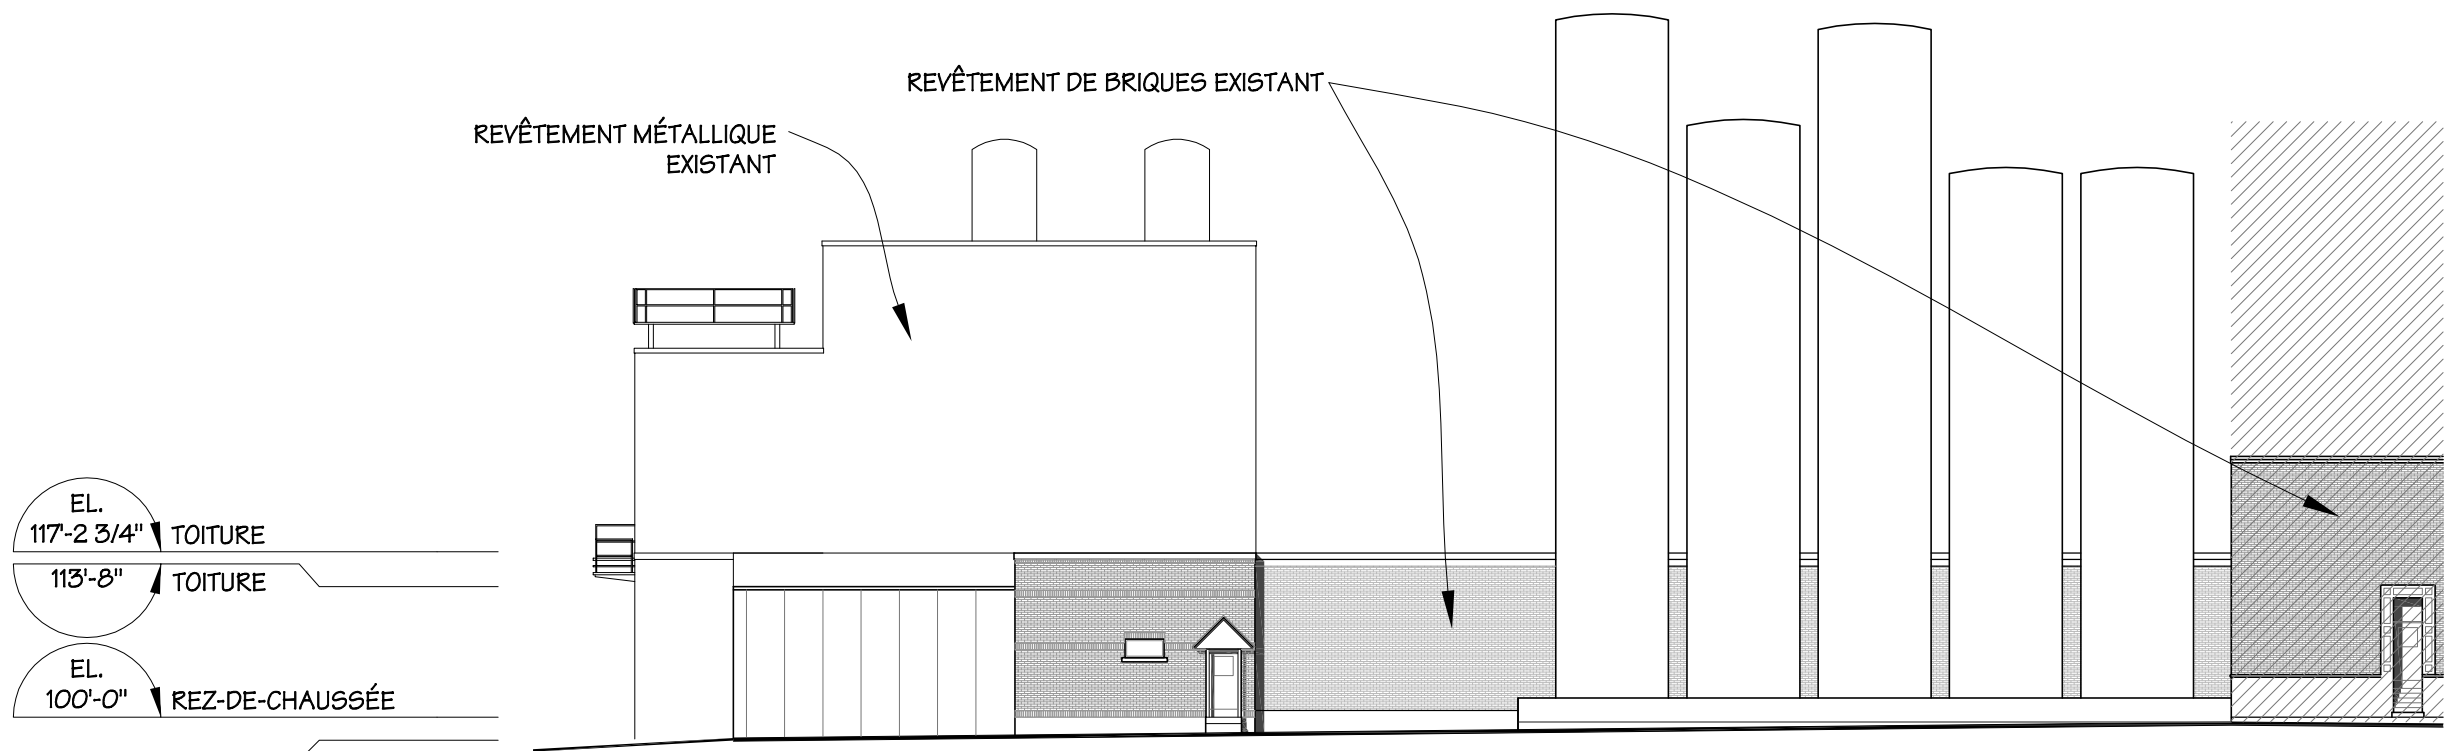 REVÊTEMENT DE BRIQUES EXISTANT
REVÊTEMENT MÉTALLIQUE
EXISTANT
EL.
117'-2 3/4" TOITURE
113'-8" TOITURE
EL.
100'-0" REZ-DE-CHAUSSÉE